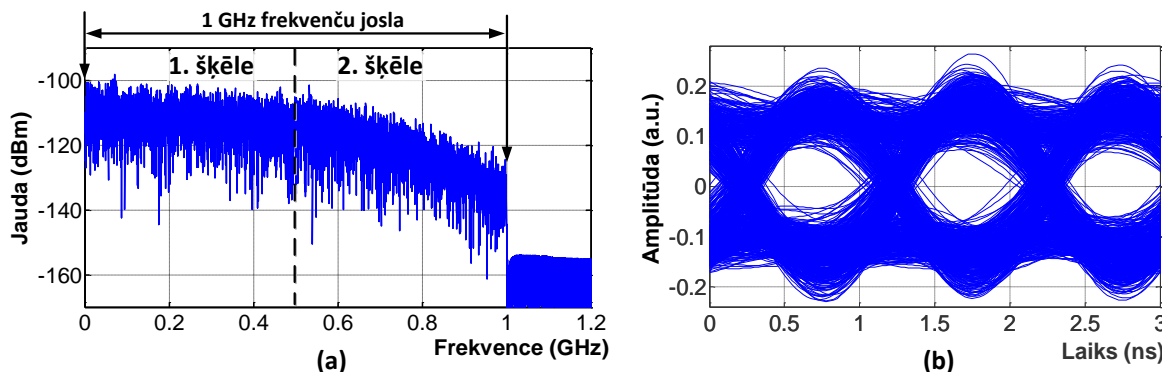 1 GHz frekvenču josla
1. šķēle
2. šķēle
-100
-120
-140
-160
Jauda (dBm)
0
0.2
0.4
0.6
0.8
1
1.2
Frekvence (GHz)
(a)
0.2
0.1
0
-0.1
-0.2
Amplitūda (a.u.)
0
0.5
1
1.5
2
2.5
3
Laiks (ns)
(b)